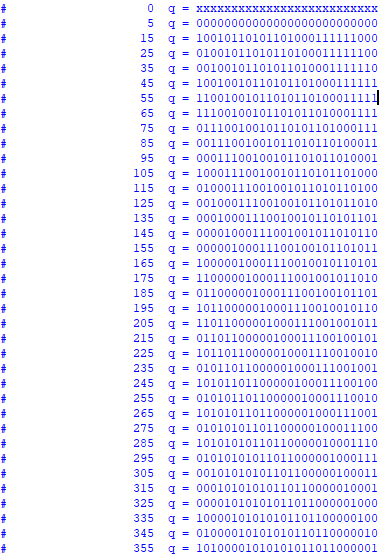 # 0 q = xxxxxxxxxxxxxxxxxxxxxxxxxx
# 5 q = 00000000000000000000000000
# 15 q = 10010110101101000111111000
# 25 q = 01001011010110100011111100
# 35 q = 00100101101011010001111110
# 45 q = 10010010110101101000111111
# 55 q = 11001001011010110100011111
# 65 q = 11100100101101011010001111
# 75 q = 01110010010110101101000111
# 85 q = 00111001001011010110100011
# 95 q = 00011100100101101011010001
# 105 q = 10001110010010110101101000
# 115 q = 01000111001001011010110100
# 125 q = 00100011100100101101011010
# 135 q = 00010001110010010110101101
# 145 q = 00001000111001001011010110
# 155 q = 00000100011100100101101011
# 165 q = 10000010001110010010110101
# 175 q = 11000001000111001001011010
# 185 q = 01100000100011100100101101
# 195 q = 10110000010001110010010110
# 205 q = 11011000001000111001001011
# 215 q = 01101100000100011100100101
# 225 q = 10110110000010001110010010
# 235 q = 01011011000001000111001001
# 245 q = 10101101100000100011100100
# 255 q = 01010110110000010001110010
# 265 q = 10101011011000001000111001
# 275 q = 01010101101100000100011100
# 285 q = 10101010110110000010001110
# 295 q = 01010101011011000001000111
# 305 q = 00101010101101100000100011
# 315 q = 00010101010110110000010001
# 325 q = 00001010101011011000001000
# 335 q = 10000101010101101100000100
# 345 q = 01000010101010110110000010
# 355 q = 10100001010101011011000001